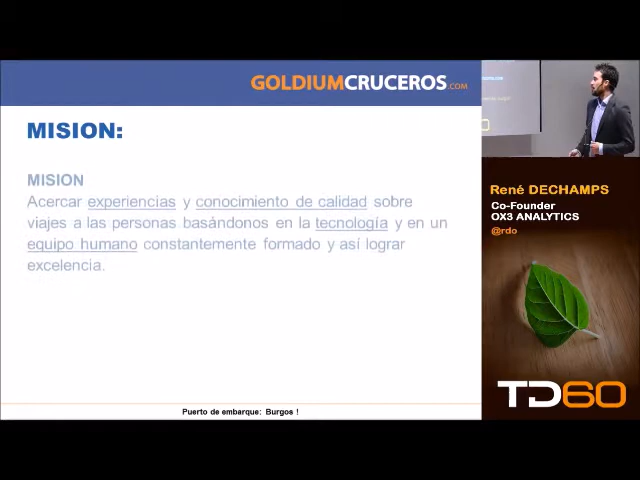 GOLDIUMCRUCEROS.COM
MISION:
MISION
Acercar experiencias y conocimiento de calidad sobre
viajes a las personas basándonos en la tecnología y en un
equipo humano constantemente formado y así lograr
excelencia.
Puerto de embarque: Burgos !
René DECHAMPS
Co-Founder
OX3 ANALYTICS
@rdo
TD60